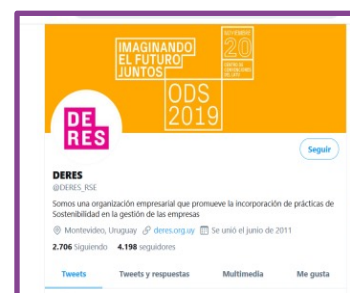 IMAGINANDO
EL FUTURO
JUNTOS
20
ODS
2019
DE
RES
Seguir
DERES
@DERES_RSE
Somos una organización empresarial que promueve la incorporación de prácticas de
Sostenibilidad en la gestión de las empresas
Montevideo, Uruguay deres.org.uy Se unió el junio de 2011
2.706 Siguiendo 4.198 seguidores
Tweets Tweets y respuestas Multimedia Me gusta